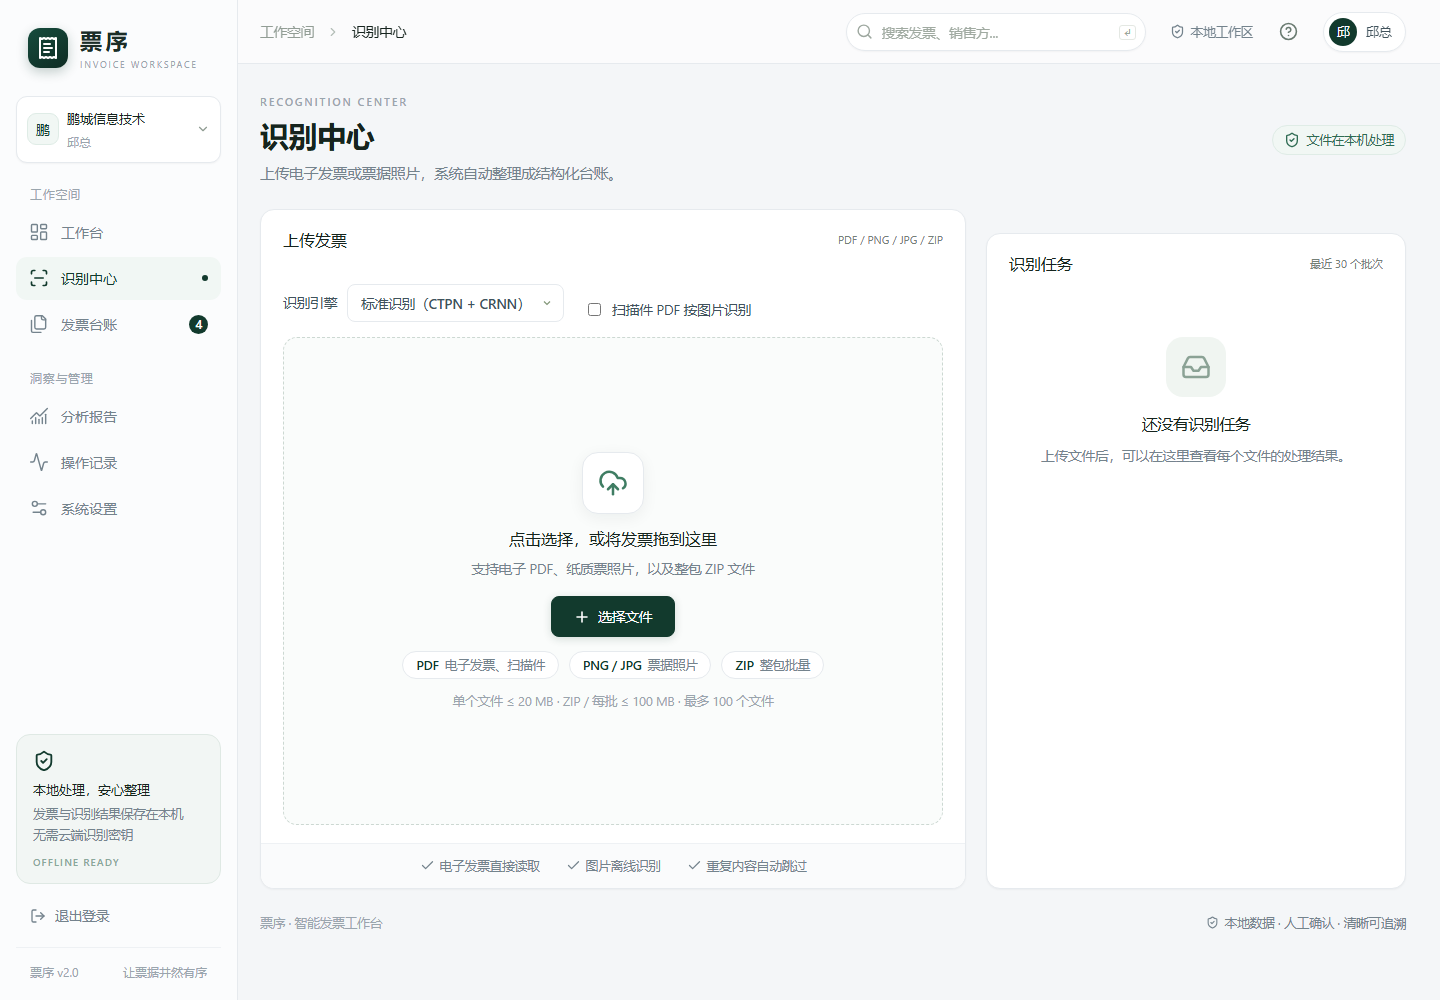 票序
INVOICE WORKSPACE
鹏
鹏城信息技术
邱总
工作空间
工作台
识别中心
发票台账
4
洞察与管理
分析报告
操作记录
系统设置
本地处理，安心整理
发票与识别结果保存在本机
无需云端识别密钥
OFFLINE READY
退出登录
票序 v2.0
让票据井然有序
工作空间
识别中心
搜索发票、销售方...
本地工作区
邱
邱总
RECOGNITION CENTER
识别中心
上传电子发票或票据照片，系统自动整理成结构化台账。
文件在本机处理
上传发票
PDF / PNG / JPG / ZIP
识别引擎
标准识别（CTPN + CRNN）
扫描件 PDF 按图片识别
点击选择，或将发票拖到这里
支持电子 PDF、纸质票照片，以及整包 ZIP 文件
选择文件
PDF 电子发票、扫描件
PNG / JPG 票据照片
ZIP 整包批量
单个文件 ≤ 20 MB · ZIP / 每批 ≤ 100 MB · 最多 100 个文件
电子发票直接读取
图片离线识别
重复内容自动跳过
识别任务
最近 30 个批次
还没有识别任务
上传文件后，可以在这里查看每个文件的处理结果。
票序 · 智能发票工作台
本地数据 · 人工确认 · 清晰可追溯